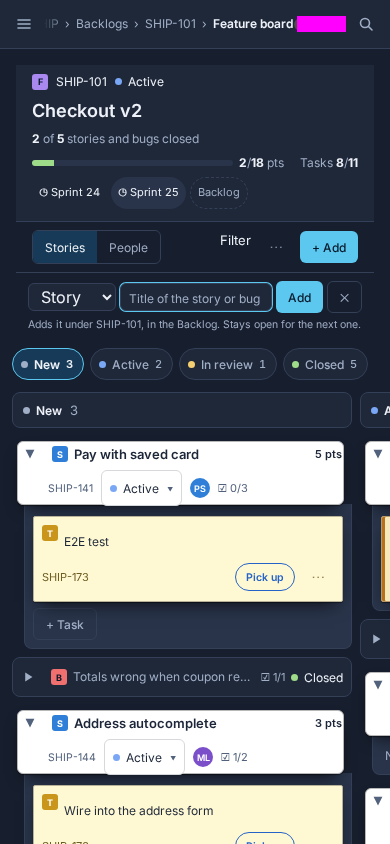 › Backlogs › SHIP-101 › Feature board
F SHIP-101 Active
Checkout v2
2 of 5 stories and bugs closed
2/18 pts Tasks 8/11
Sprint 24 Sprint 25 Backlog
Stories People Filter ... + Add
Story Title of the story or bug Add ×
Adds it under SHIP-101, in the Backlog. Stays open for the next one.
New 3 Active 2 In review 1 Closed 5
New 3
S Pay with saved card 5 pts
SHIP-141 Active PS 0/3
T E2E test
SHIP-173 Pick up ...
+ Task
B Totals wrong when coupon re... 1/1 Closed
S Address autocomplete 3 pts
SHIP-144 Active ML 1/2
T Wire into the address form